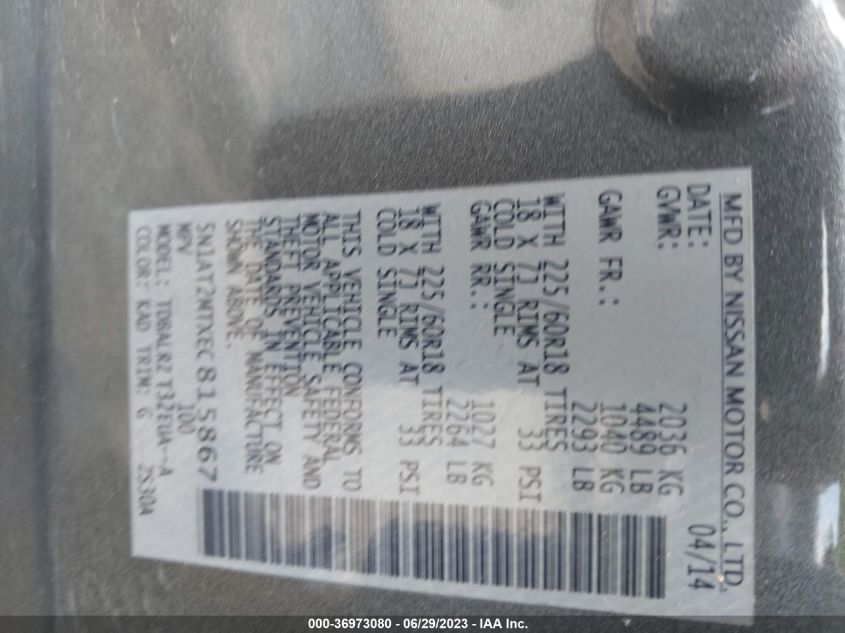 MFD BY NISSAN MOTOR CO., LTD.
DATE: 04/14
GVWR: 2036 KG
4489 LB
GAWR FR.: 1040 KG
2293 LB
WITH 225/60R18 TIRES
18 X 7J RIMS AT 33 PSI
COLD SINGLE
GAWR RR.: 1027 KG
2264 LB
WITH 225/60R18 TIRES
18 X 7J RIMS AT 33 PSI
COLD SINGLE
THIS VEHICLE CONFORMS TO
ALL APPLICABLE FEDERAL
MOTOR VEHICLE SAFETY AND
THEFT PREVENTION
STANDARDS IN EFFECT ON
THE DATE OF MANUFACTURE
SHOWN ABOVE.
5N1AT2MTXEC815867
MPV 100
MODEL: TDBALR2 T32EUA--A
COLOR: KAD TRIM: G 2S30A
000-36973080 - 06/29/2023 - IAA Inc.